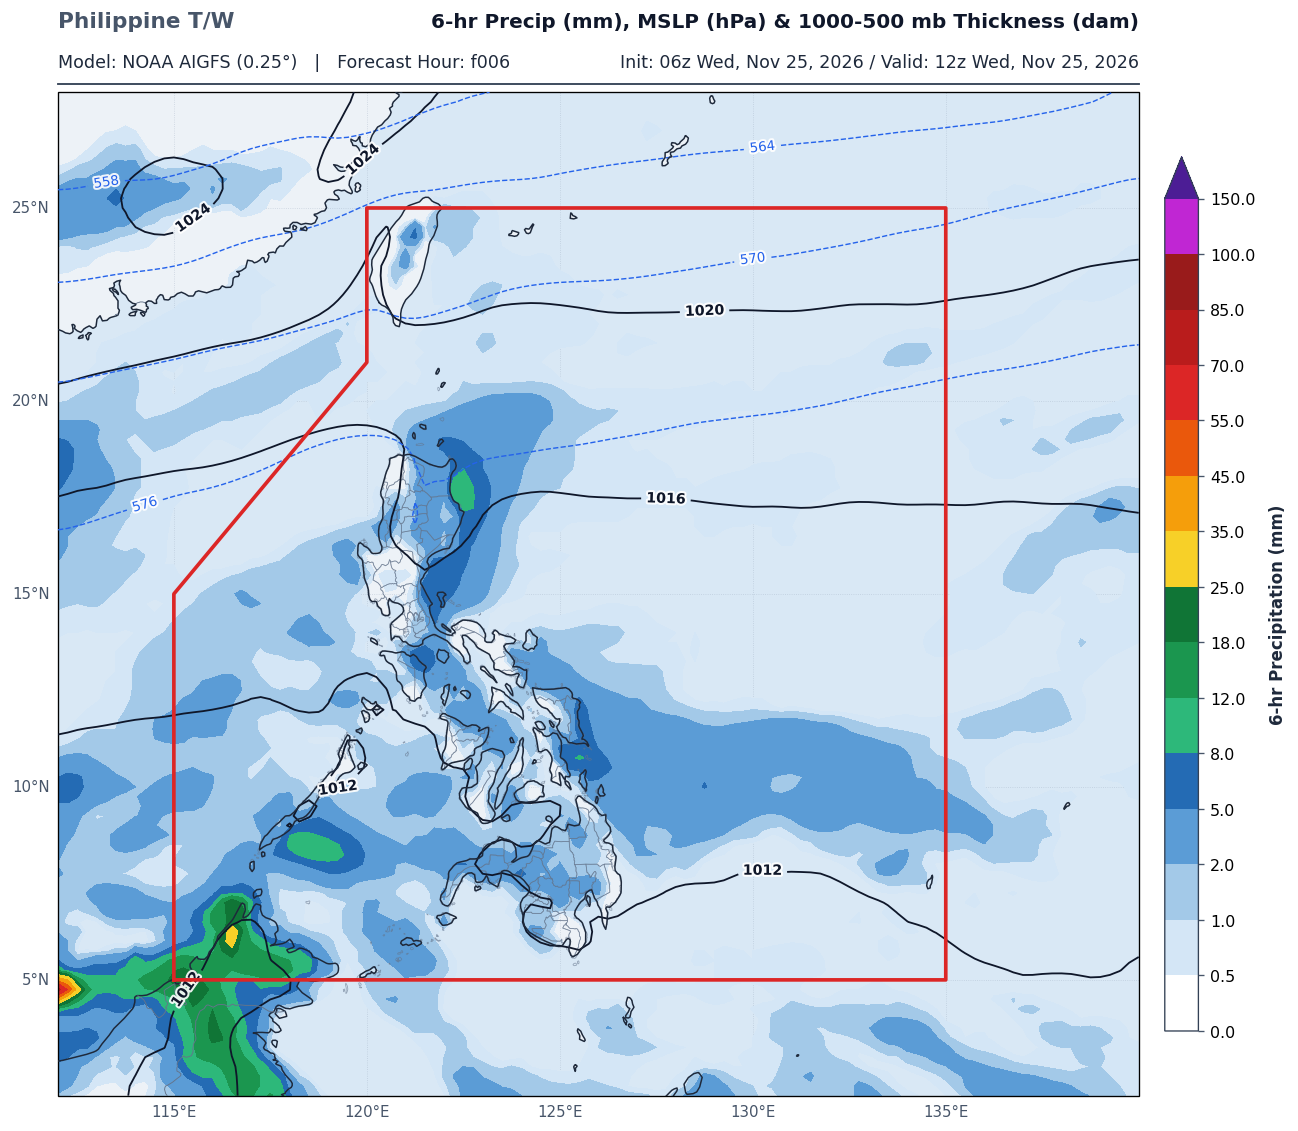 Philippine T/W
6-hr Precip (mm), MSLP (hPa) & 1000-500 mb Thickness (dam)
Model: NOAA AIGFS (0.25°) | Forecast Hour: f006
Init: 06z Wed, Nov 25, 2026 / Valid: 12z Wed, Nov 25, 2026
1024
564
558
1024
570
1020
576
1016
1012
1012
1012
25°N
20°N
15°N
10°N
5°N
115°E
120°E
125°E
130°E
135°E
150.0
100.0
85.0
70.0
55.0
45.0
35.0
25.0
18.0
12.0
8.0
5.0
2.0
1.0
0.5
0.0
6-hr Precipitation (mm)